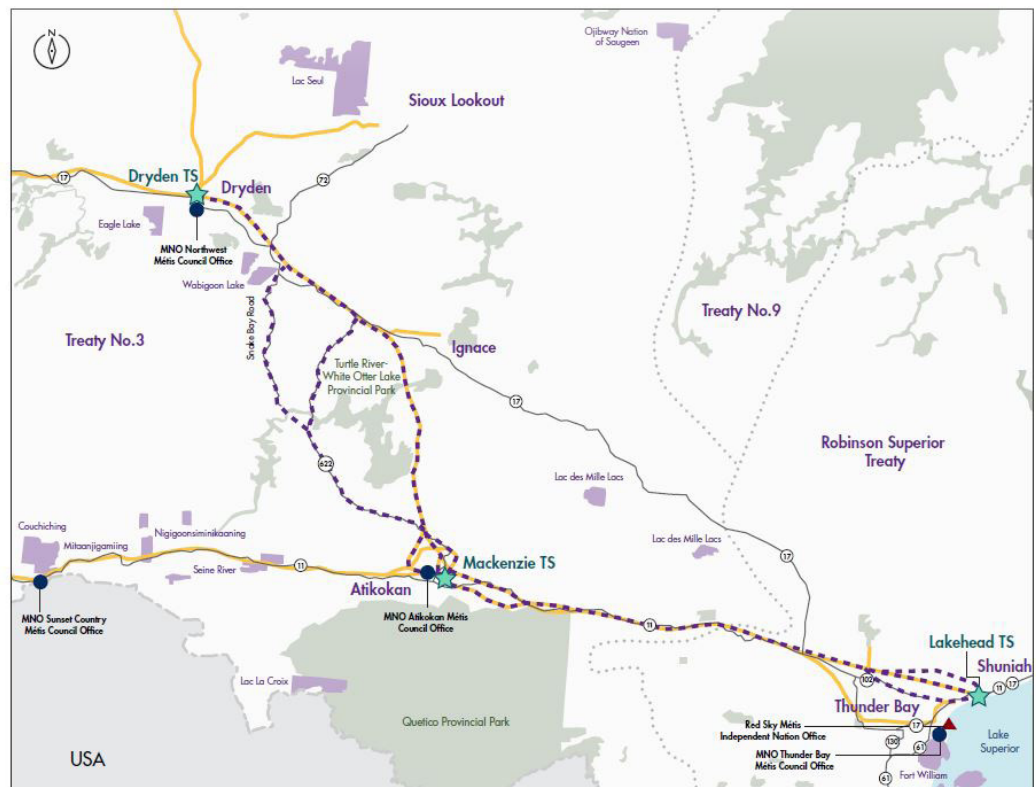 N
Ojibway Nation
of Saugeen
Lac Seul
Sioux Lookout
17
Dryden TS
Dryden
72
Eagle Lake
MNO Northwest
Métis Council Office
Wabigoon Lake
Snake Bay Road
Treaty No.3
Treaty No.9
Ignace
Turtle River-
White Otter Lake
Provincial Park
17
Robinson Superior
Treaty
622
Lac des Mille Lacs
Couchiching
Mitaanjigamiing
Nigigoonsiminikaaning
Lac des Mille Lacs
17
Seine River
11
Mackenzie TS
Atikokan
MNO Sunset Country
Métis Council Office
MNO Atikokan Métis
Council Office
11
Lakehead TS
Shuniah
Lac La Croix
102
11
17
Thunder Bay
Quetico Provincial Park
Red Sky Métis
Independent Nation Office
17
Lake
Superior
USA
MNO Thunder Bay
Métis Council Office
130
61
Fort William
61